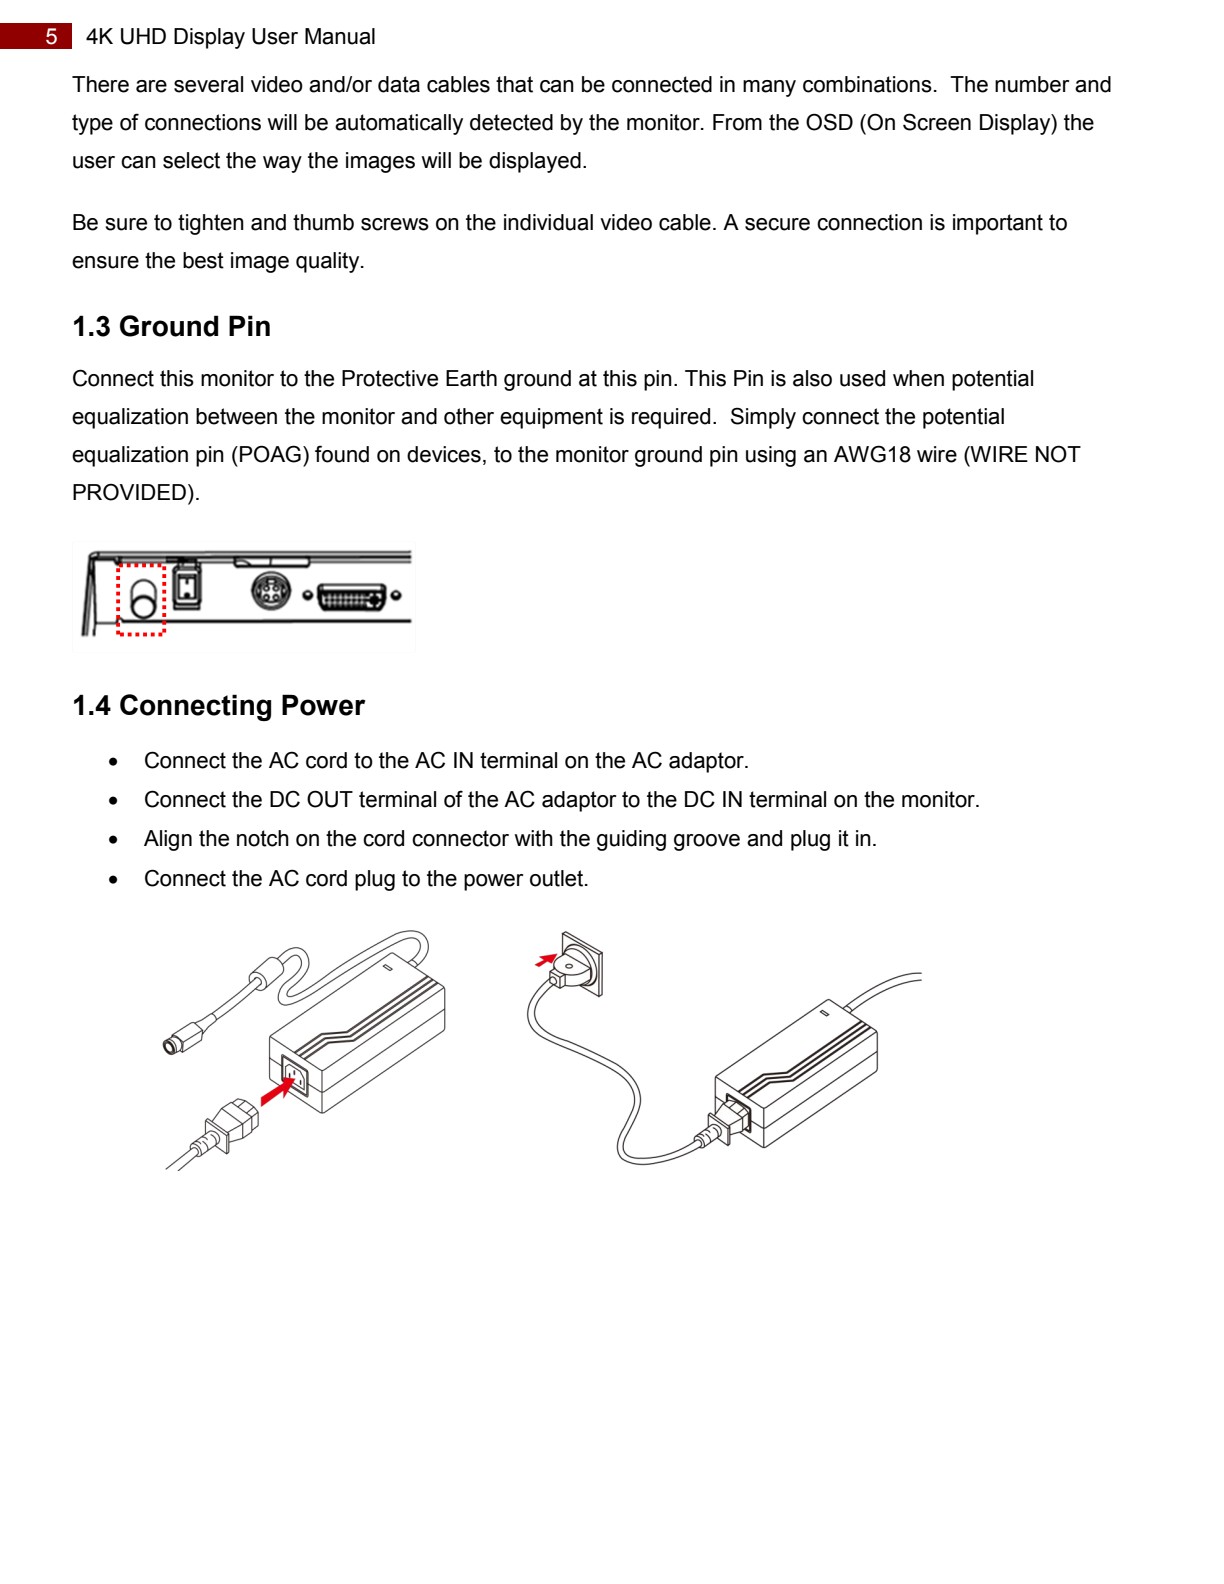 5 4K UHD Display User Manual
There are several video and/or data cables that can be connected in many combinations.  The number and
type of connections will be automatically detected by the monitor. From the OSD (On Screen Display) the
user can select the way the images will be displayed.
Be sure to tighten and thumb screws on the individual video cable. A secure connection is important to
ensure the best image quality.
1.3 Ground Pin
Connect this monitor to the Protective Earth ground at this pin. This Pin is also used when potential
equalization between the monitor and other equipment is required.  Simply connect the potential
equalization pin (POAG) found on devices, to the monitor ground pin using an AWG18 wire (WIRE NOT
PROVIDED).
1.4 Connecting Power
• Connect the AC cord to the AC IN terminal on the AC adaptor.
• Connect the DC OUT terminal of the AC adaptor to the DC IN terminal on the monitor.
• Align the notch on the cord connector with the guiding groove and plug it in.
• Connect the AC cord plug to the power outlet.